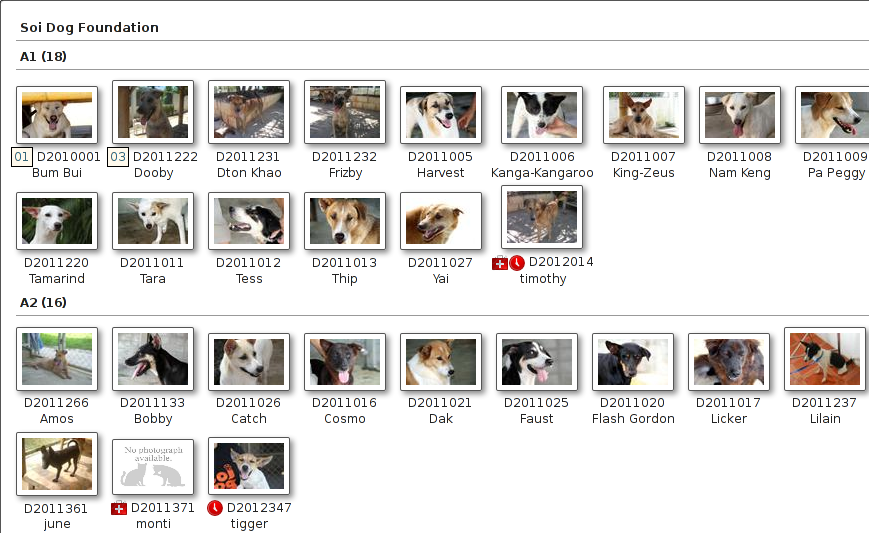 Soi Dog Foundation
A1 (18)
01 D2010001 03 D2011222 D2011231 D2011232 D2011005 D2011006 D2011007 D2011008 D2011009
Bum Bui Dooby Dton Khao Frizby Harvest Kanga-Kangaroo King-Zeus Nam Keng Pa Peggy
D2011220 D2011011 D2011012 D2011013 D2011027 D2012014
Tamarind Tara Tess Thip Yai timothy
A2 (16)
D2011266 D2011133 D2011026 D2011016 D2011021 D2011025 D2011020 D2011017 D2011237
Amos Bobby Catch Cosmo Dak Faust Flash Gordon Licker Lilain
No photograph
available.
D2011361 D2011371 D2012347
june monti tigger